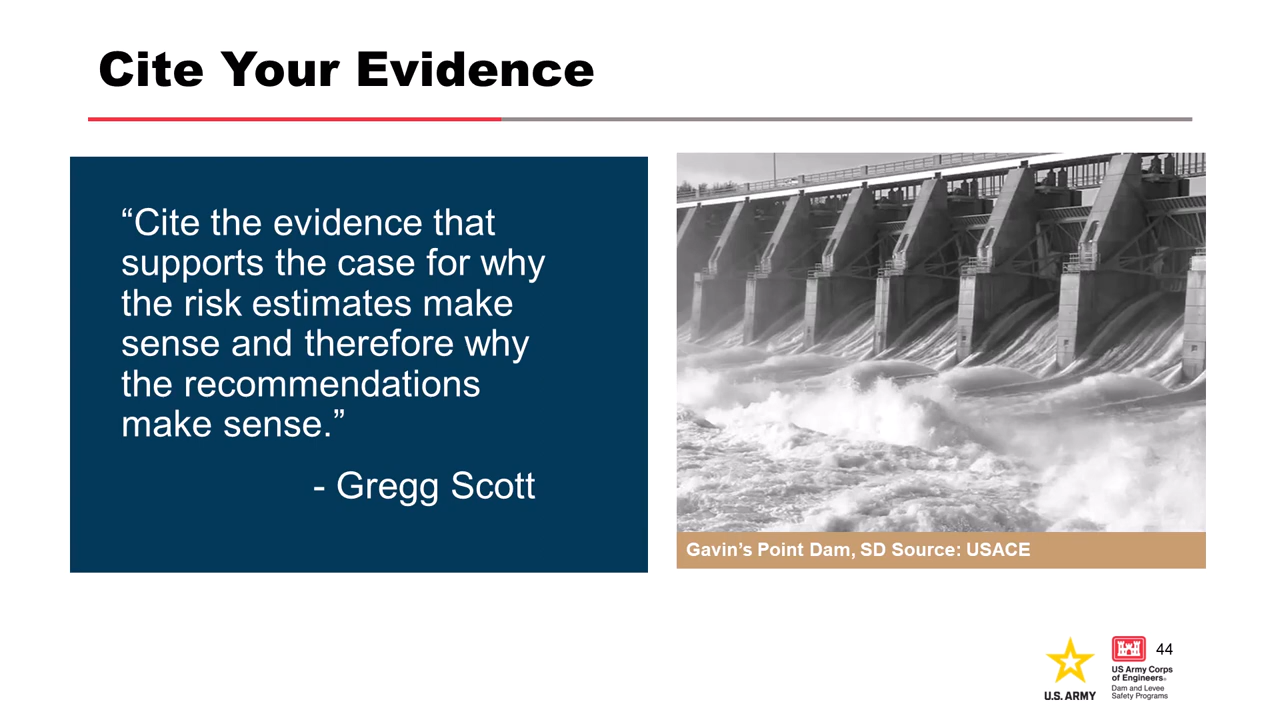 Cite Your Evidence
“Cite the evidence that
supports the case for why
the risk estimates make
sense and therefore why
the recommendations
make sense.”
- Gregg Scott
Gavin’s Point Dam, SD Source: USACE
44
U.S. ARMY
US Army Corps
of Engineers®
Dam and Levee
Safety Programs